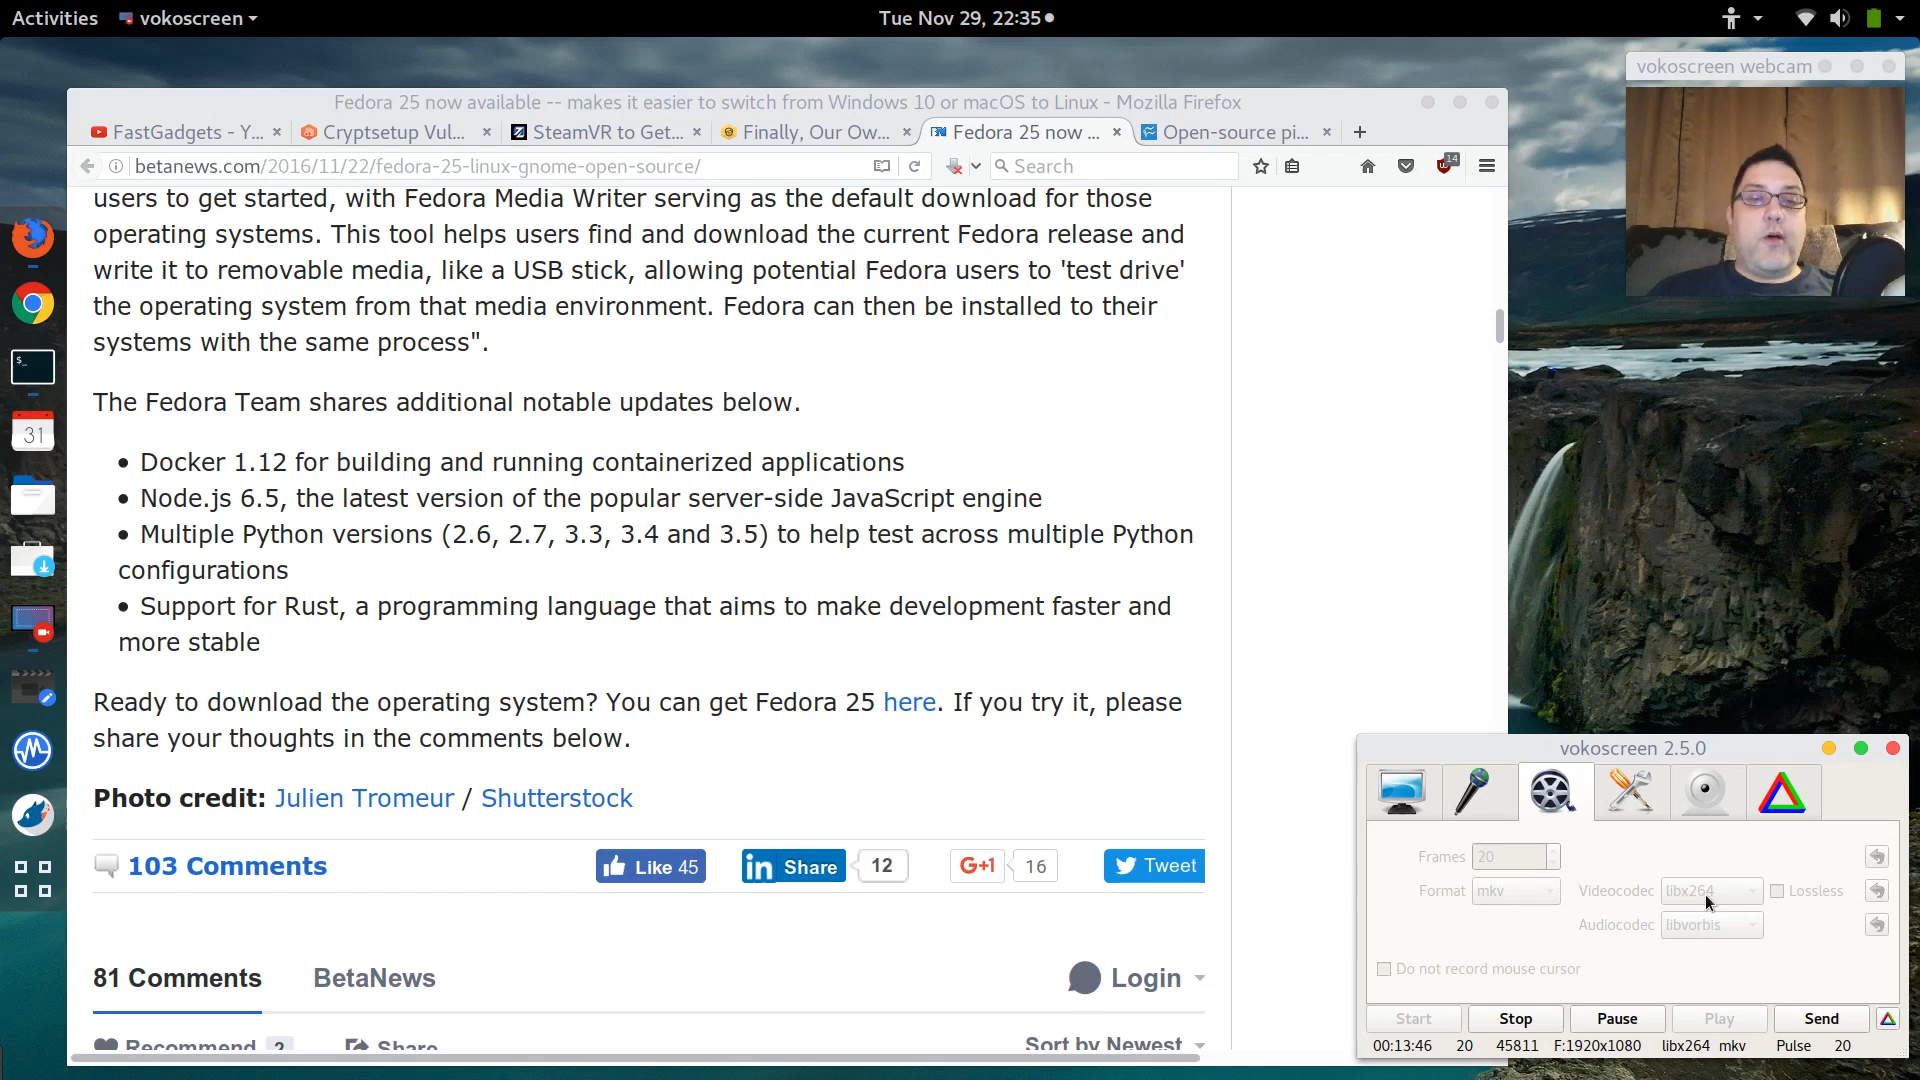 Activities
vokoscreen
Tue Nov 29, 22:35
vokoscreen webcam
Fedora 25 now available -- makes it easier to switch from Windows 10 or macOS to Linux - Mozilla Firefox
FastGadgets - Y... × Cryptsetup Vul... × SteamVR to Get... × Finally, Our Ow... × Fedora 25 now ... × Open-source pi... × +
betanews.com/2016/11/22/fedora-25-linux-gnome-open-source/
Search
14
users to get started, with Fedora Media Writer serving as the default download for those
operating systems. This tool helps users find and download the current Fedora release and
write it to removable media, like a USB stick, allowing potential Fedora users to 'test drive'
the operating system from that media environment. Fedora can then be installed to their
systems with the same process".
The Fedora Team shares additional notable updates below.
• Docker 1.12 for building and running containerized applications
• Node.js 6.5, the latest version of the popular server-side JavaScript engine
• Multiple Python versions (2.6, 2.7, 3.3, 3.4 and 3.5) to help test across multiple Python
configurations
• Support for Rust, a programming language that aims to make development faster and
more stable
Ready to download the operating system? You can get Fedora 25 here. If you try it, please
share your thoughts in the comments below.
Photo credit: Julien Tromeur / Shutterstock
103 Comments
Like 45
in Share 12
G+1 16
Tweet
81 Comments BetaNews Login
Recommend 2 Share Sort by Newest
$_
31
vokoscreen 2.5.0
Frames 20
Format mkv Videocodec libx264 Lossless
Audiocodec libvorbis
Do not record mouse cursor
Start Stop Pause Play Send
00:13:46 20 45811 F:1920x1080 libx264 mkv Pulse 20